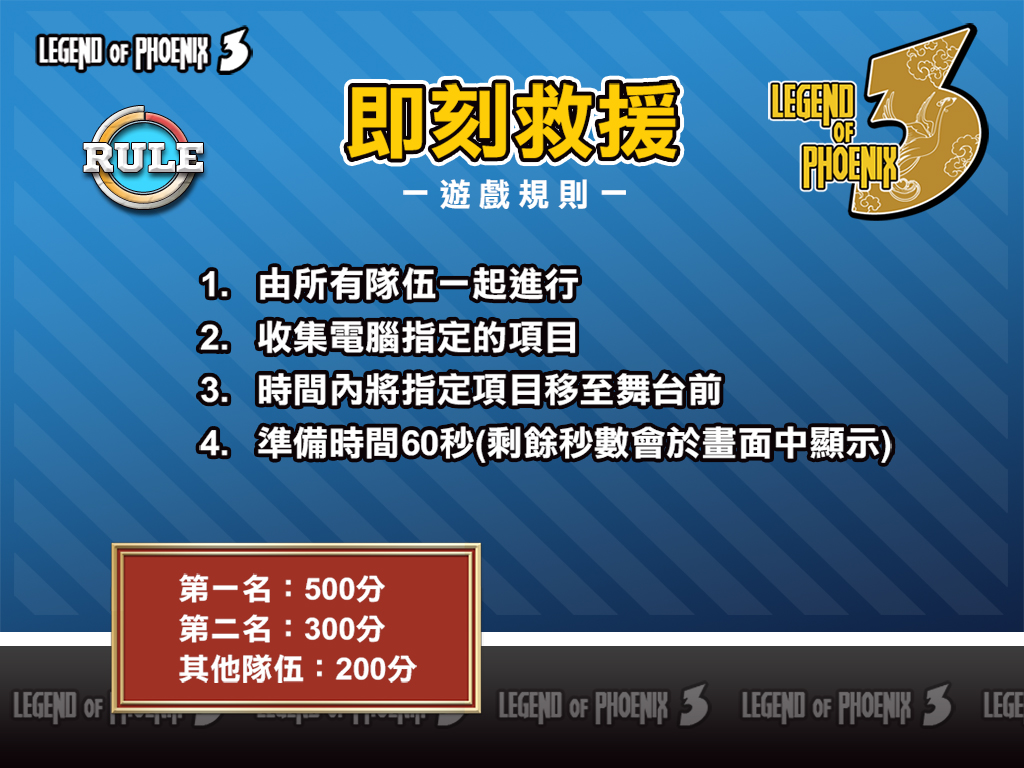 LEGEND OF PHOENIX 3
LEGEND
OF
PHOENIX
3
RULE
即刻救援
－遊戲規則－
1. 由所有隊伍一起進行
2. 收集電腦指定的項目
3. 時間內將指定項目移至舞台前
4. 準備時間60秒(剩餘秒數會於畫面中顯示)
第一名：500分
第二名：300分
其他隊伍：200分
LEGEND OF PHOENIX 3 LEGEND OF PHOENIX 3 LEGEND OF PHOENIX 3 LEGEND OF PHOENIX 3 LEGE